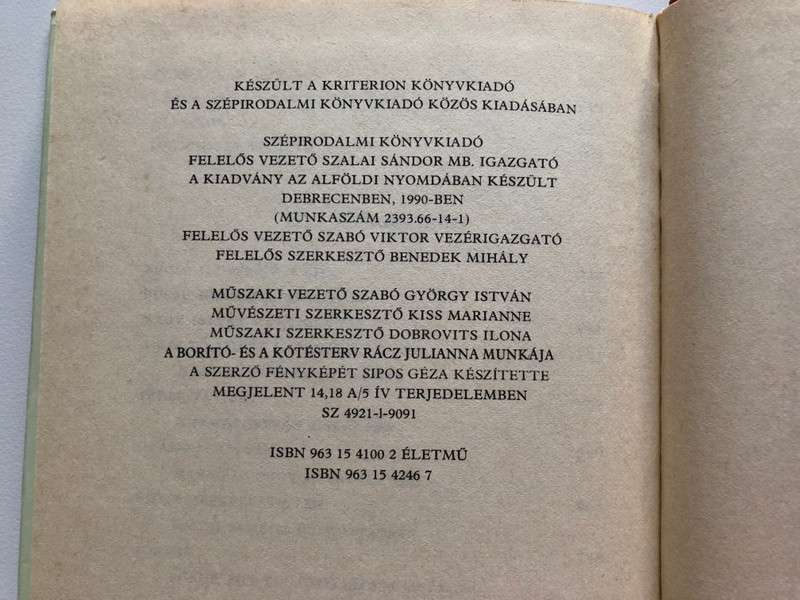 KÉSZÜLT A KRITERION KÖNYVKIADÓ
ÉS A SZÉPIRODALMI KÖNYVKIADÓ KÖZÖS KIADÁSÁBAN
SZÉPIRODALMI KÖNYVKIADÓ
FELELŐS VEZETŐ SZALAI SÁNDOR MB. IGAZGATÓ
A KIADVÁNY AZ ALFÖLDI NYOMDÁBAN KÉSZÜLT
DEBRECENBEN, 1990-BEN
(MUNKASZÁM 2393.66-14-1)
FELELŐS VEZETŐ SZABÓ VIKTOR VEZÉRIGAZGATÓ
FELELŐS SZERKESZTŐ BENEDEK MIHÁLY
MŰSZAKI VEZETŐ SZABÓ GYÖRGY ISTVÁN
MŰVÉSZETI SZERKESZTŐ KISS MARIANNE
MŰSZAKI SZERKESZTŐ DOBROVITS ILONA
A BORÍTÓ- ÉS A KÖTÉSTERV RÁCZ JULIANNA MUNKÁJA
A SZERZŐ FÉNYKÉPÉT SIPOS GÉZA KÉSZÍTETTE
MEGJELENT 14,18 A/5 ÍV TERJEDELEMBEN
SZ 4921-I-9091
ISBN 963 15 4100 2 ÉLETMŰ
ISBN 963 15 4246 7